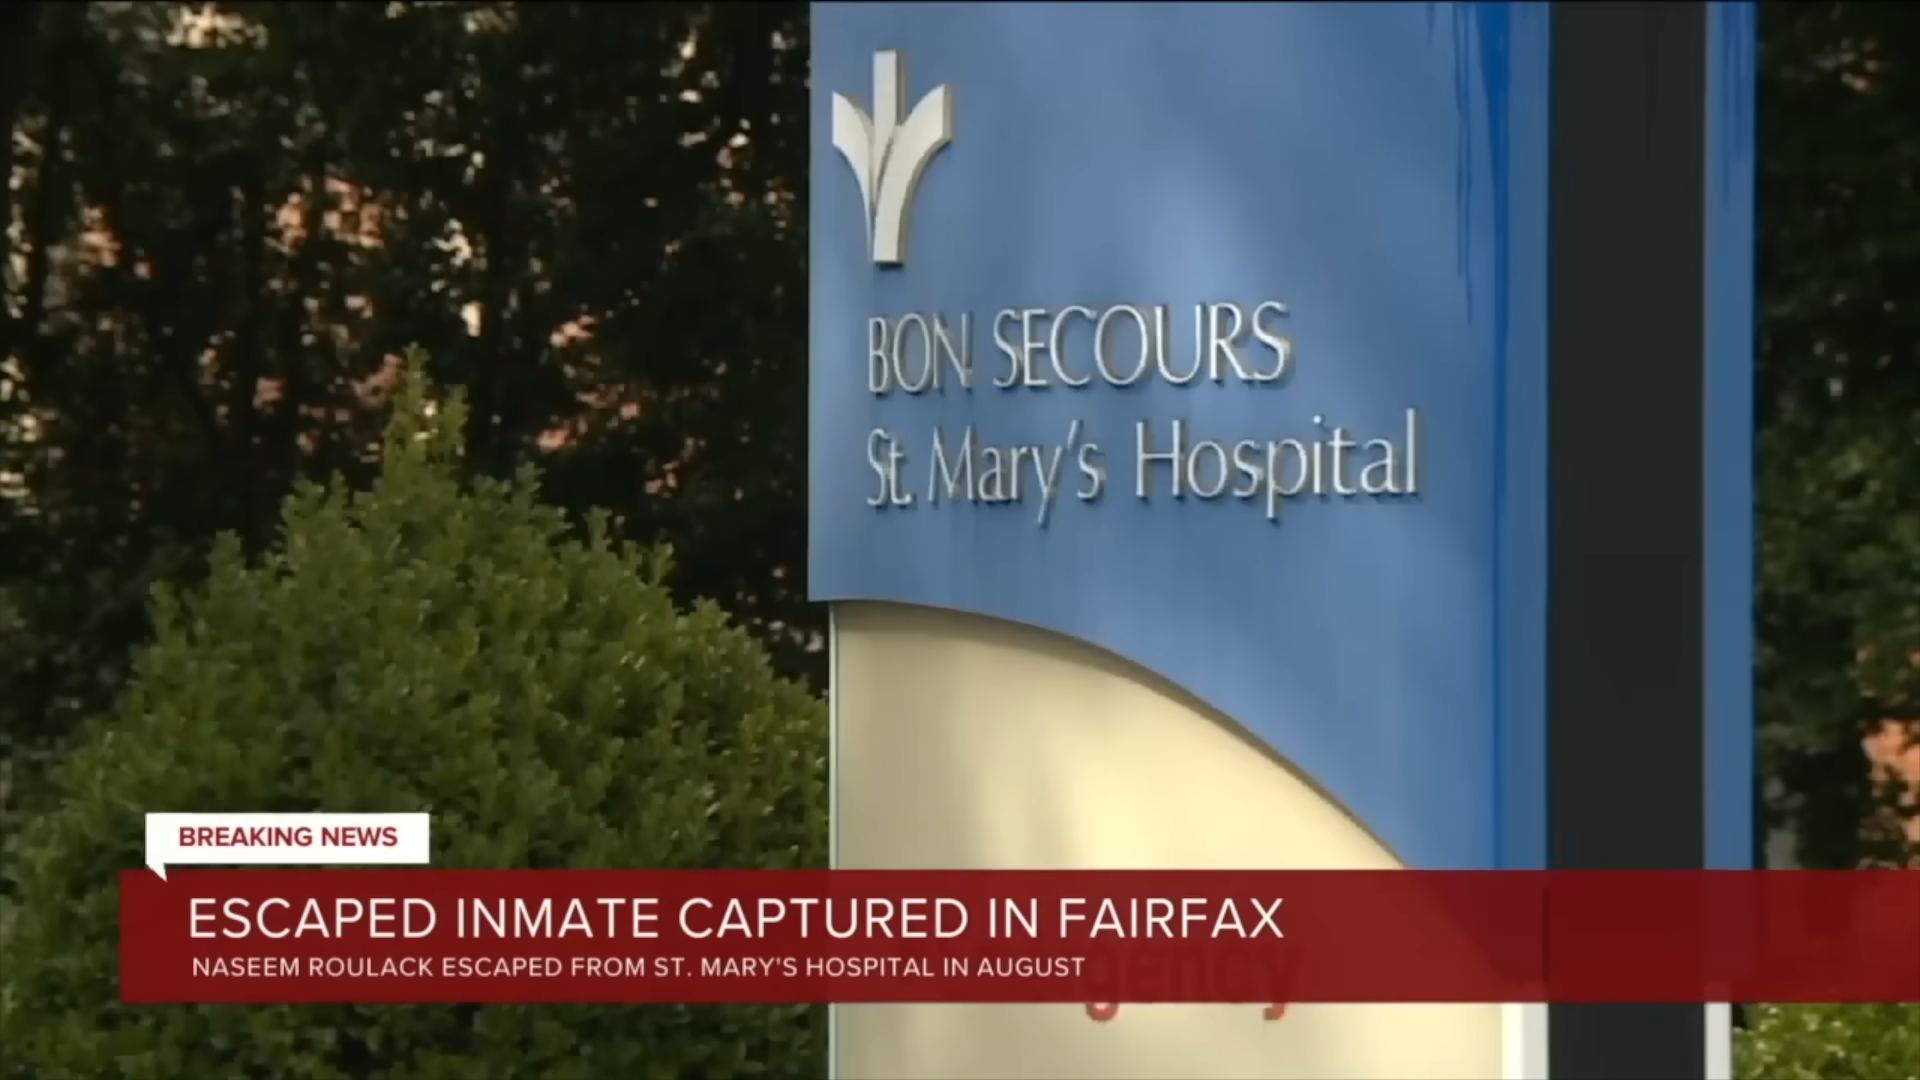 BON SECOURS
St. Mary's Hospital
BREAKING NEWS
ESCAPED INMATE CAPTURED IN FAIRFAX
NASEEM ROULACK ESCAPED FROM ST. MARY'S HOSPITAL IN AUGUST